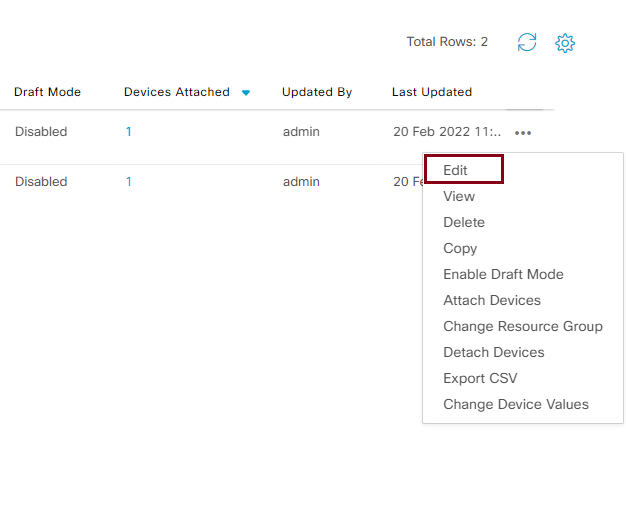 Total Rows: 2
Draft Mode Devices Attached Updated By Last Updated
Disabled 1 admin 20 Feb 2022 11:..
Disabled 1 admin 20
Edit
View
Delete
Copy
Enable Draft Mode
Attach Devices
Change Resource Group
Detach Devices
Export CSV
Change Device Values